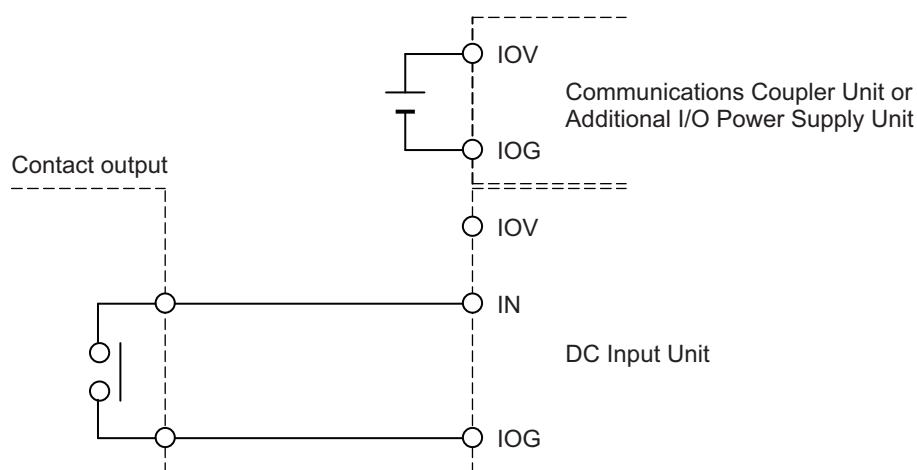 IOV
Communications Coupler Unit or
Additional I/O Power Supply Unit
IOG
Contact output
IOV
IN
DC Input Unit
IOG